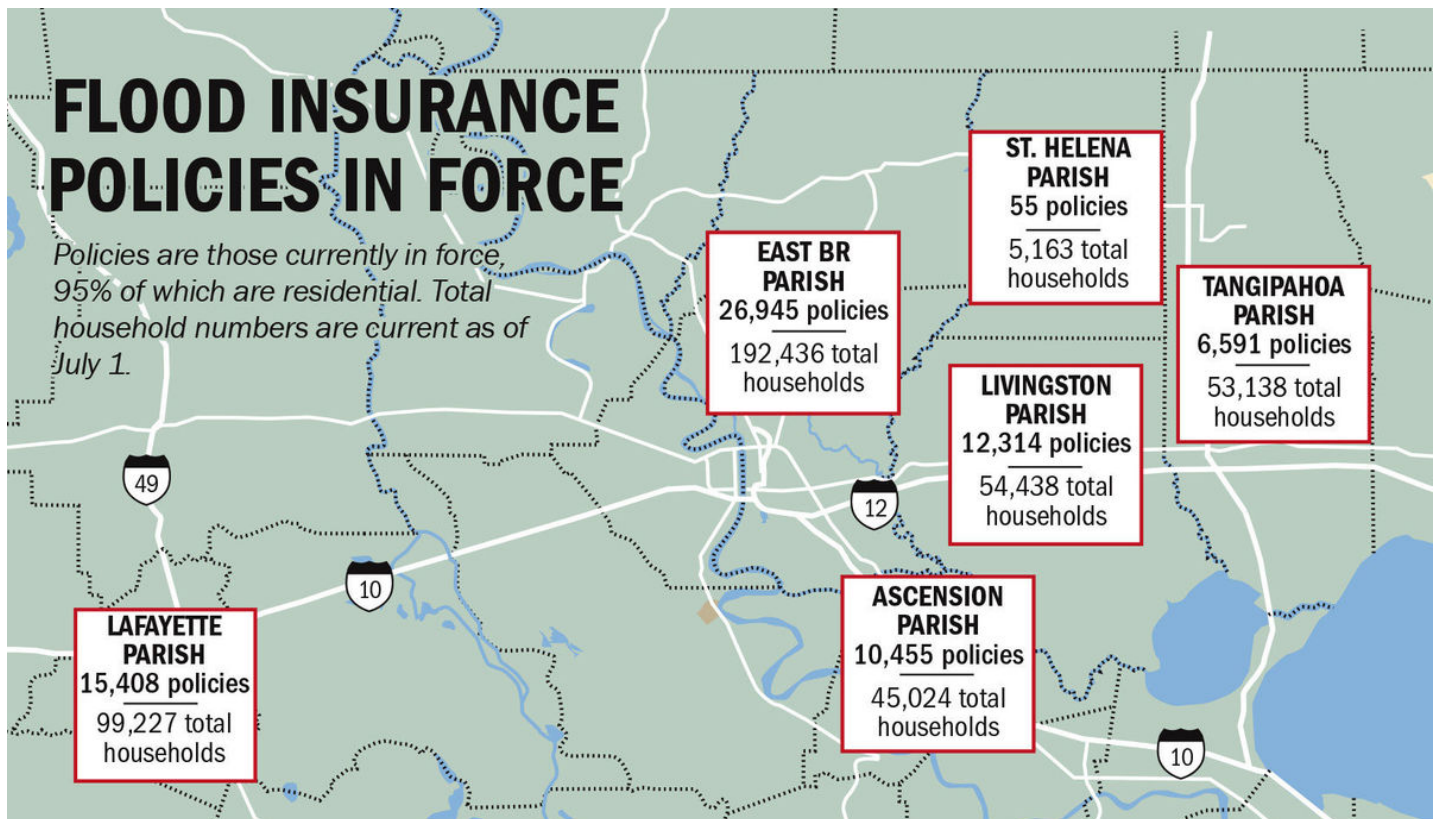 FLOOD INSURANCE
POLICIES IN FORCE
Policies are those currently in force,
95% of which are residential. Total
household numbers are current as of
July 1.
ST. HELENA
PARISH
55 policies
5,163 total
households
EAST BR
PARISH
26,945 policies
192,436 total
households
TANGIPAHOA
PARISH
6,591 policies
53,138 total
households
LIVINGSTON
PARISH
12,314 policies
54,438 total
households
49
12
10
LAFAYETTE
PARISH
15,408 policies
99,227 total
households
ASCENSION
PARISH
10,455 policies
45,024 total
households
10